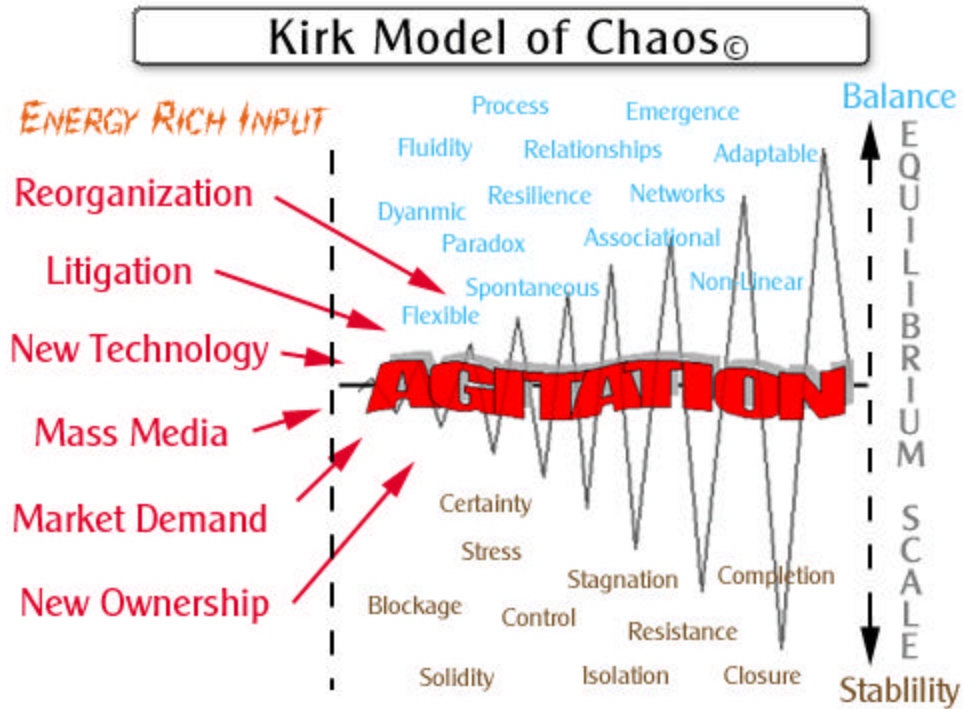 Kirk Model of Chaos©
ENERGY RICH INPUT
Reorganization
Litigation
New Technology
Mass Media
Market Demand
New Ownership
Process
Emergence
Fluidity
Relationships
Adaptable
Resilience
Networks
Dyanmic
Paradox
Associational
Spontaneous
Non-Linear
Flexible
AGITATION
Certainty
Stress
Stagnation
Completion
Blockage
Control
Resistance
Solidity
Isolation
Closure
Balance
EQUILIBRIUM SCALE
Stablility